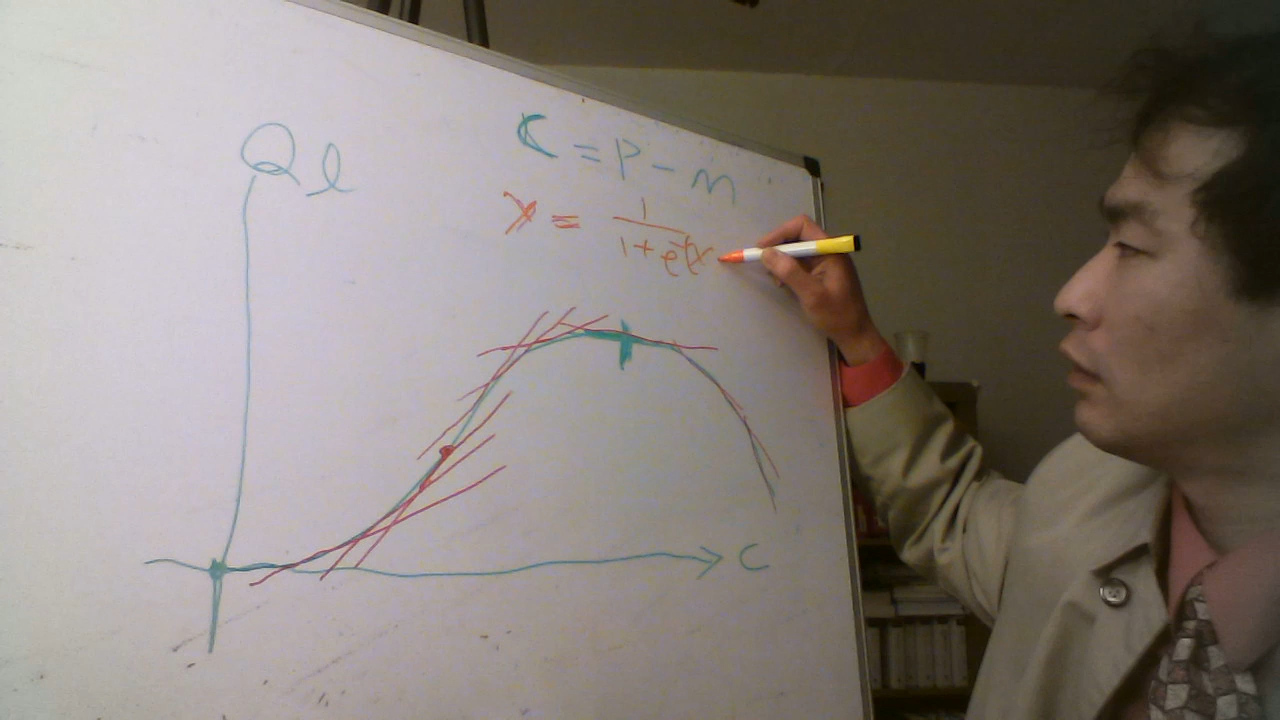 Ql
C = P - m
y = 1
1 + e^-(x
C